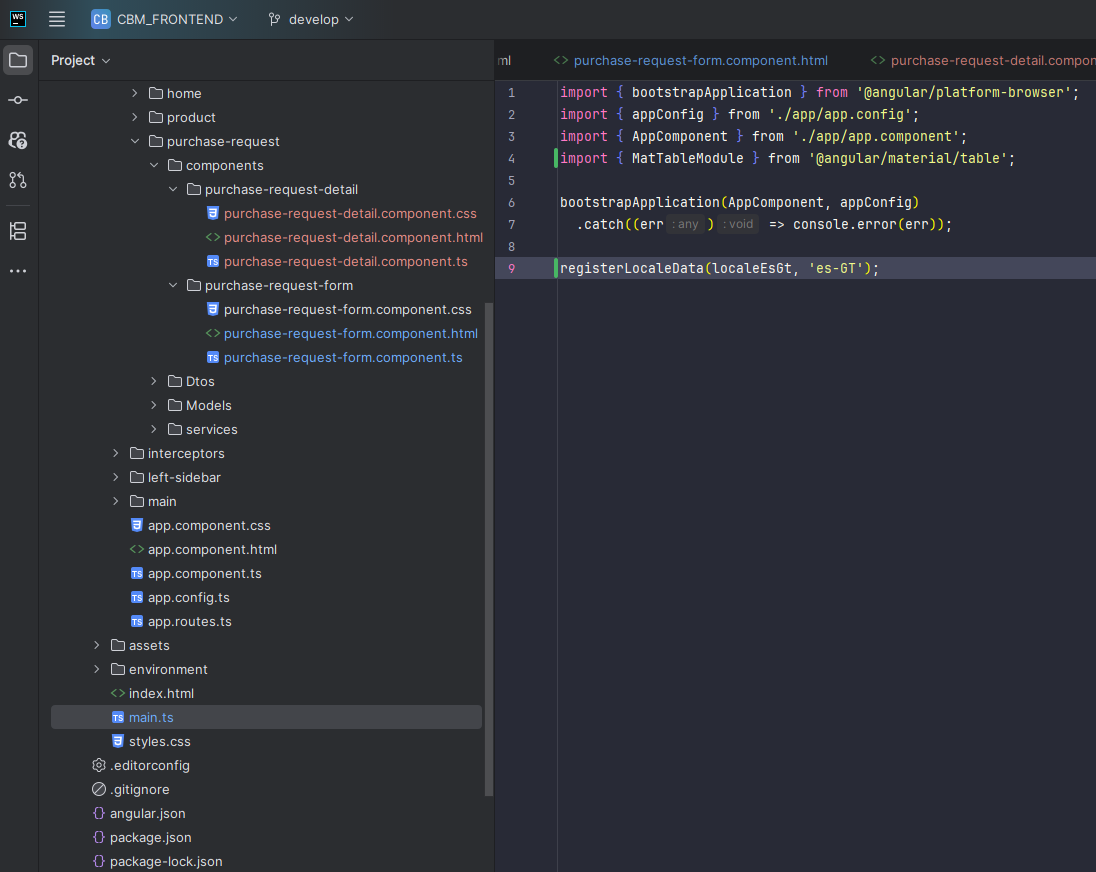 WS
CB CBM_FRONTEND develop
Project
home
product
purchase-request
components
purchase-request-detail
purchase-request-detail.component.css
purchase-request-detail.component.html
TS purchase-request-detail.component.ts
purchase-request-form
purchase-request-form.component.css
purchase-request-form.component.html
TS purchase-request-form.component.ts
Dtos
Models
services
interceptors
left-sidebar
main
app.component.css
app.component.html
TS app.component.ts
TS app.config.ts
TS app.routes.ts
assets
environment
index.html
TS main.ts
styles.css
.editorconfig
.gitignore
angular.json
package.json
package-lock.json
ml purchase-request-form.component.html purchase-request-detail.compon
1 import { bootstrapApplication } from '@angular/platform-browser';
2 import { appConfig } from './app/app.config';
3 import { AppComponent } from './app/app.component';
4 import { MatTableModule } from '@angular/material/table';
5
6 bootstrapApplication(AppComponent, appConfig)
7 .catch((err : any ) : void => console.error(err));
8
9 registerLocaleData(localeEsGt, 'es-GT');